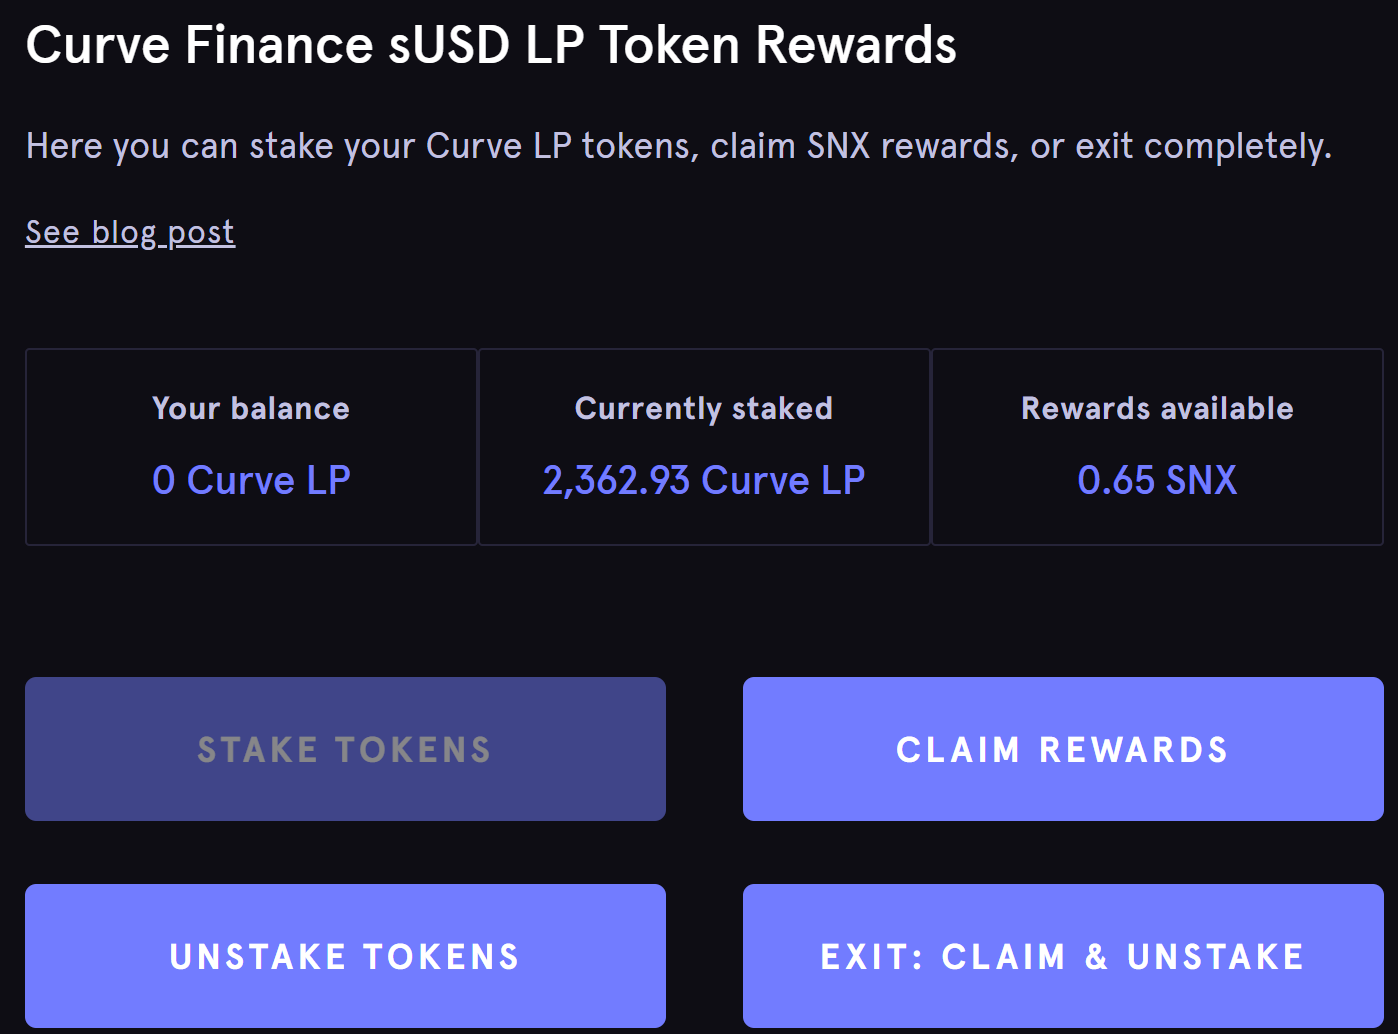 Curve Finance sUSD LP Token Rewards
Here you can stake your Curve LP tokens, claim SNX rewards, or exit completely.
See blog post
Your balance
0 Curve LP
Currently staked
2,362.93 Curve LP
Rewards available
0.65 SNX
STAKE TOKENS
CLAIM REWARDS
UNSTAKE TOKENS
EXIT: CLAIM & UNSTAKE